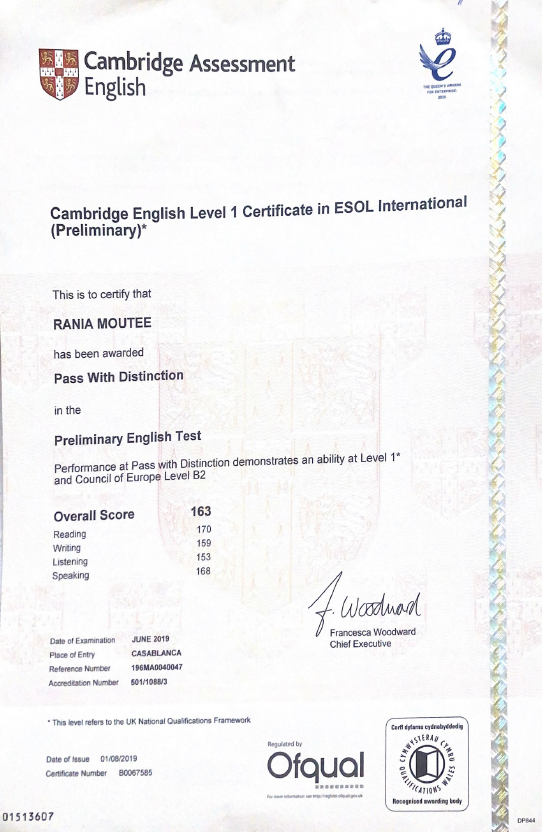 Cambridge Assessment
English
THE QUEEN'S AWARDS
FOR ENTERPRISE:
2015
Cambridge English Level 1 Certificate in ESOL International
(Preliminary)*
This is to certify that
RANIA MOUTEE
has been awarded
Pass With Distinction
in the
Preliminary English Test
Performance at Pass with Distinction demonstrates an ability at Level 1*
and Council of Europe Level B2
Overall Score 163
Reading 170
Writing 159
Listening 153
Speaking 168
F. Woodward
Francesca Woodward
Chief Executive
Date of Examination JUNE 2019
Place of Entry CASABLANCA
Reference Number 196MA0040047
Accreditation Number 501/1088/3
* This level refers to the UK National Qualifications Framework
Date of Issue 01/08/2019
Certificate Number B0067585
Regulated by
Ofqual
For more information see http://register.ofqual.gov.uk
Corff dyfarnu cydnabyddedig
CYMWYSTERAU CYMRU
QUALIFICATIONS WALES
Recognised awarding body
01513607
DP844